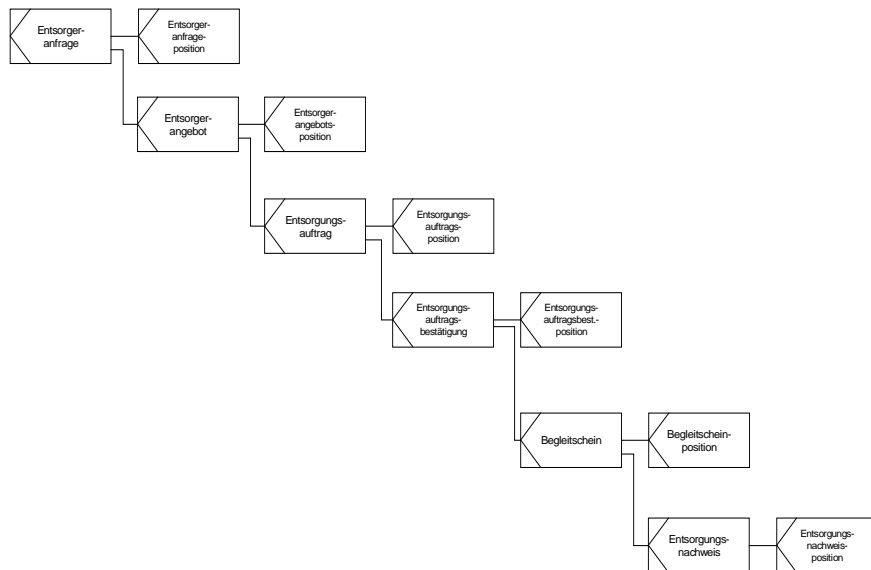 Entsorger-
anfrage
Entsorger-
anfrage-
position
Entsorger-
angebot
Entsorger-
angebots-
position
Entsorgungs-
auftrag
Entsorgungs-
auftrags-
position
Entsorgungs-
auftrags-
bestätigung
Entsorgungs-
auftragsbest.-
position
Begleitschein
Begleitschein-
position
Entsorgungs-
nachweis
Entsorgungs-
nachweis-
position